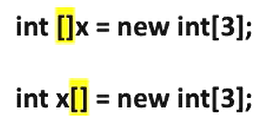 int []x = new int[3];
int x[] = new int[3];